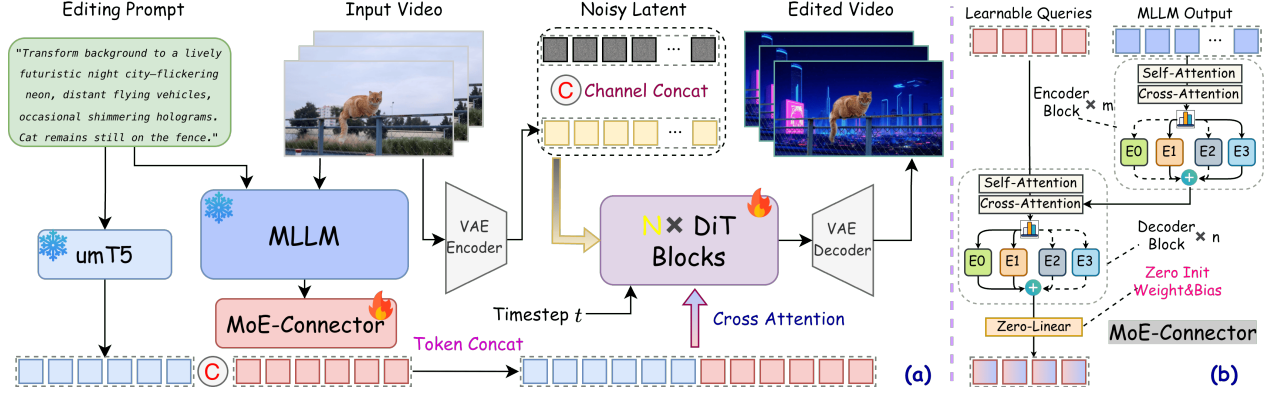 Editing Prompt
Input Video
Noisy Latent
Edited Video
"Transform background to a lively
futuristic night city—flickering
neon, distant flying vehicles,
occasional shimmering holograms.
Cat remains still on the fence."
...
C Channel Concat
...
umT5
MLLM
MoE-Connector
VAE
Encoder
N× DiT
Blocks
VAE
Decoder
Timestep t
Cross Attention
Token Concat
C
(a)
Learnable Queries
MLLM Output
...
Self-Attention
Cross-Attention
Encoder
Block × m
E0 E1 E2 E3
+
Self-Attention
Cross-Attention
E0 E1 E2 E3
+
Decoder
Block × n
Zero Init
Weight&Bias
Zero-Linear
MoE-Connector
(b)